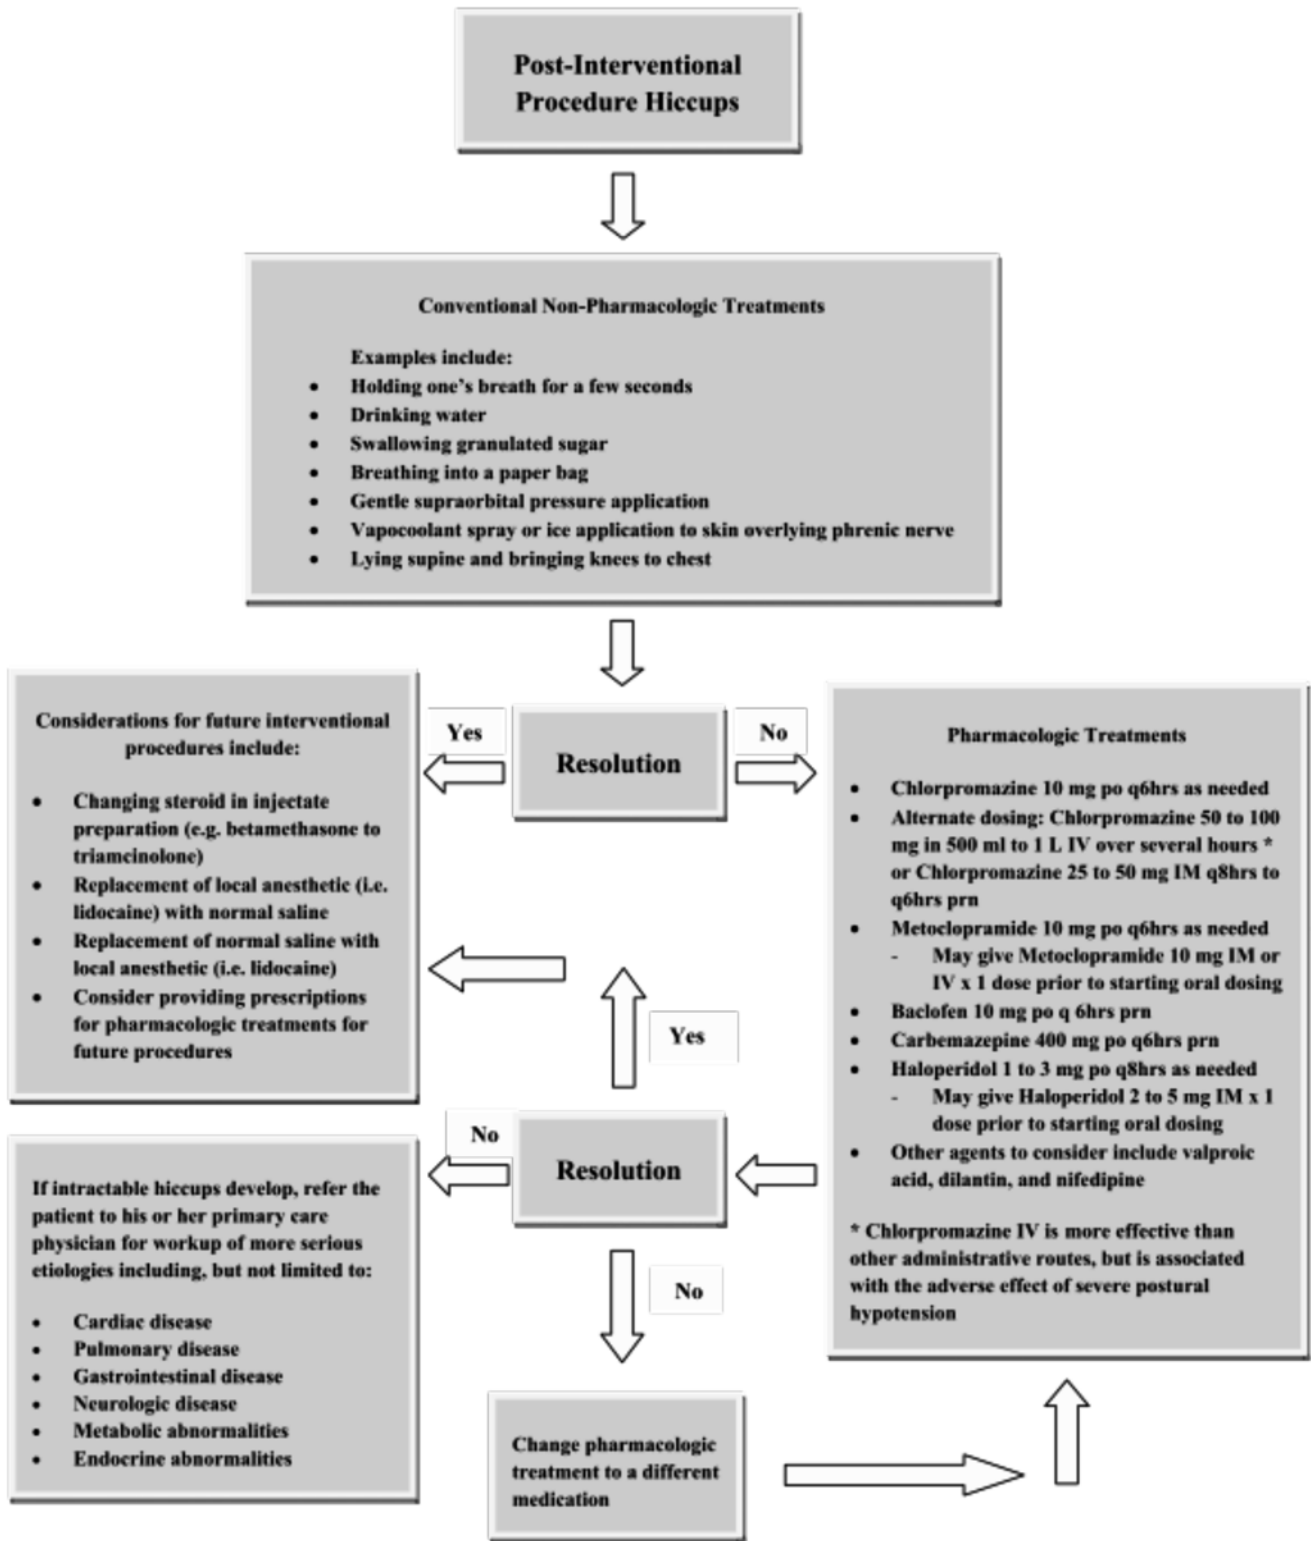 Post-Interventional
Procedure Hiccups
Conventional Non-Pharmacologic Treatments
Examples include:
• Holding one's breath for a few seconds
• Drinking water
• Swallowing granulated sugar
• Breathing into a paper bag
• Gentle supraorbital pressure application
• Vapocoolant spray or ice application to skin overlying phrenic nerve
• Lying supine and bringing knees to chest
Resolution
Yes
No
Considerations for future interventional
procedures include:
• Changing steroid in injectate
preparation (e.g. betamethasone to
triamcinolone)
• Replacement of local anesthetic (i.e.
lidocaine) with normal saline
• Replacement of normal saline with
local anesthetic (i.e. lidocaine)
• Consider providing prescriptions
for pharmacologic treatments for
future procedures
Pharmacologic Treatments
• Chlorpromazine 10 mg po q6hrs as needed
• Alternate dosing: Chlorpromazine 50 to 100
mg in 500 ml to 1 L IV over several hours *
or Chlorpromazine 25 to 50 mg IM q8hrs to
q6hrs prn
• Metoclopramide 10 mg po q6hrs as needed
- May give Metoclopramide 10 mg IM or
IV x 1 dose prior to starting oral dosing
• Baclofen 10 mg po q 6hrs prn
• Carbemazepine 400 mg po q6hrs prn
• Haloperidol 1 to 3 mg po q8hrs as needed
- May give Haloperidol 2 to 5 mg IM x 1
dose prior to starting oral dosing
• Other agents to consider include valproic
acid, dilantin, and nifedipine
* Chlorpromazine IV is more effective than
other administrative routes, but is associated
with the adverse effect of severe postural
hypotension
Resolution
Yes
No
No
If intractable hiccups develop, refer the
patient to his or her primary care
physician for workup of more serious
etiologies including, but not limited to:
• Cardiac disease
• Pulmonary disease
• Gastrointestinal disease
• Neurologic disease
• Metabolic abnormalities
• Endocrine abnormalities
Change pharmacologic
treatment to a different
medication